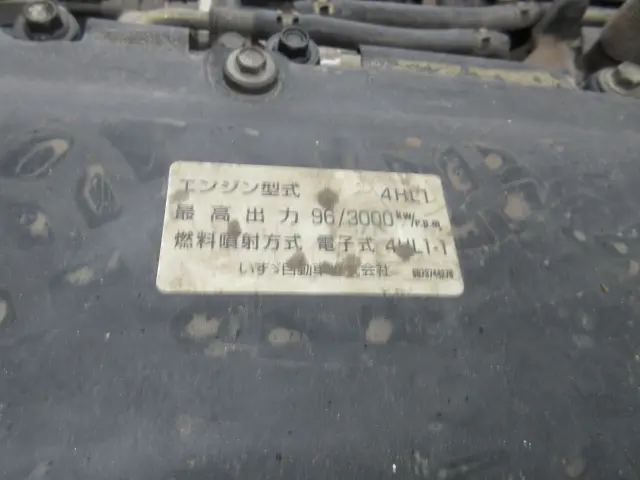 エンジン型式 4HL1
最高出力 96/3000 kW/r.p.m
燃料噴射方式 電子式 4HL1-1
いすゞ自動車株式会社